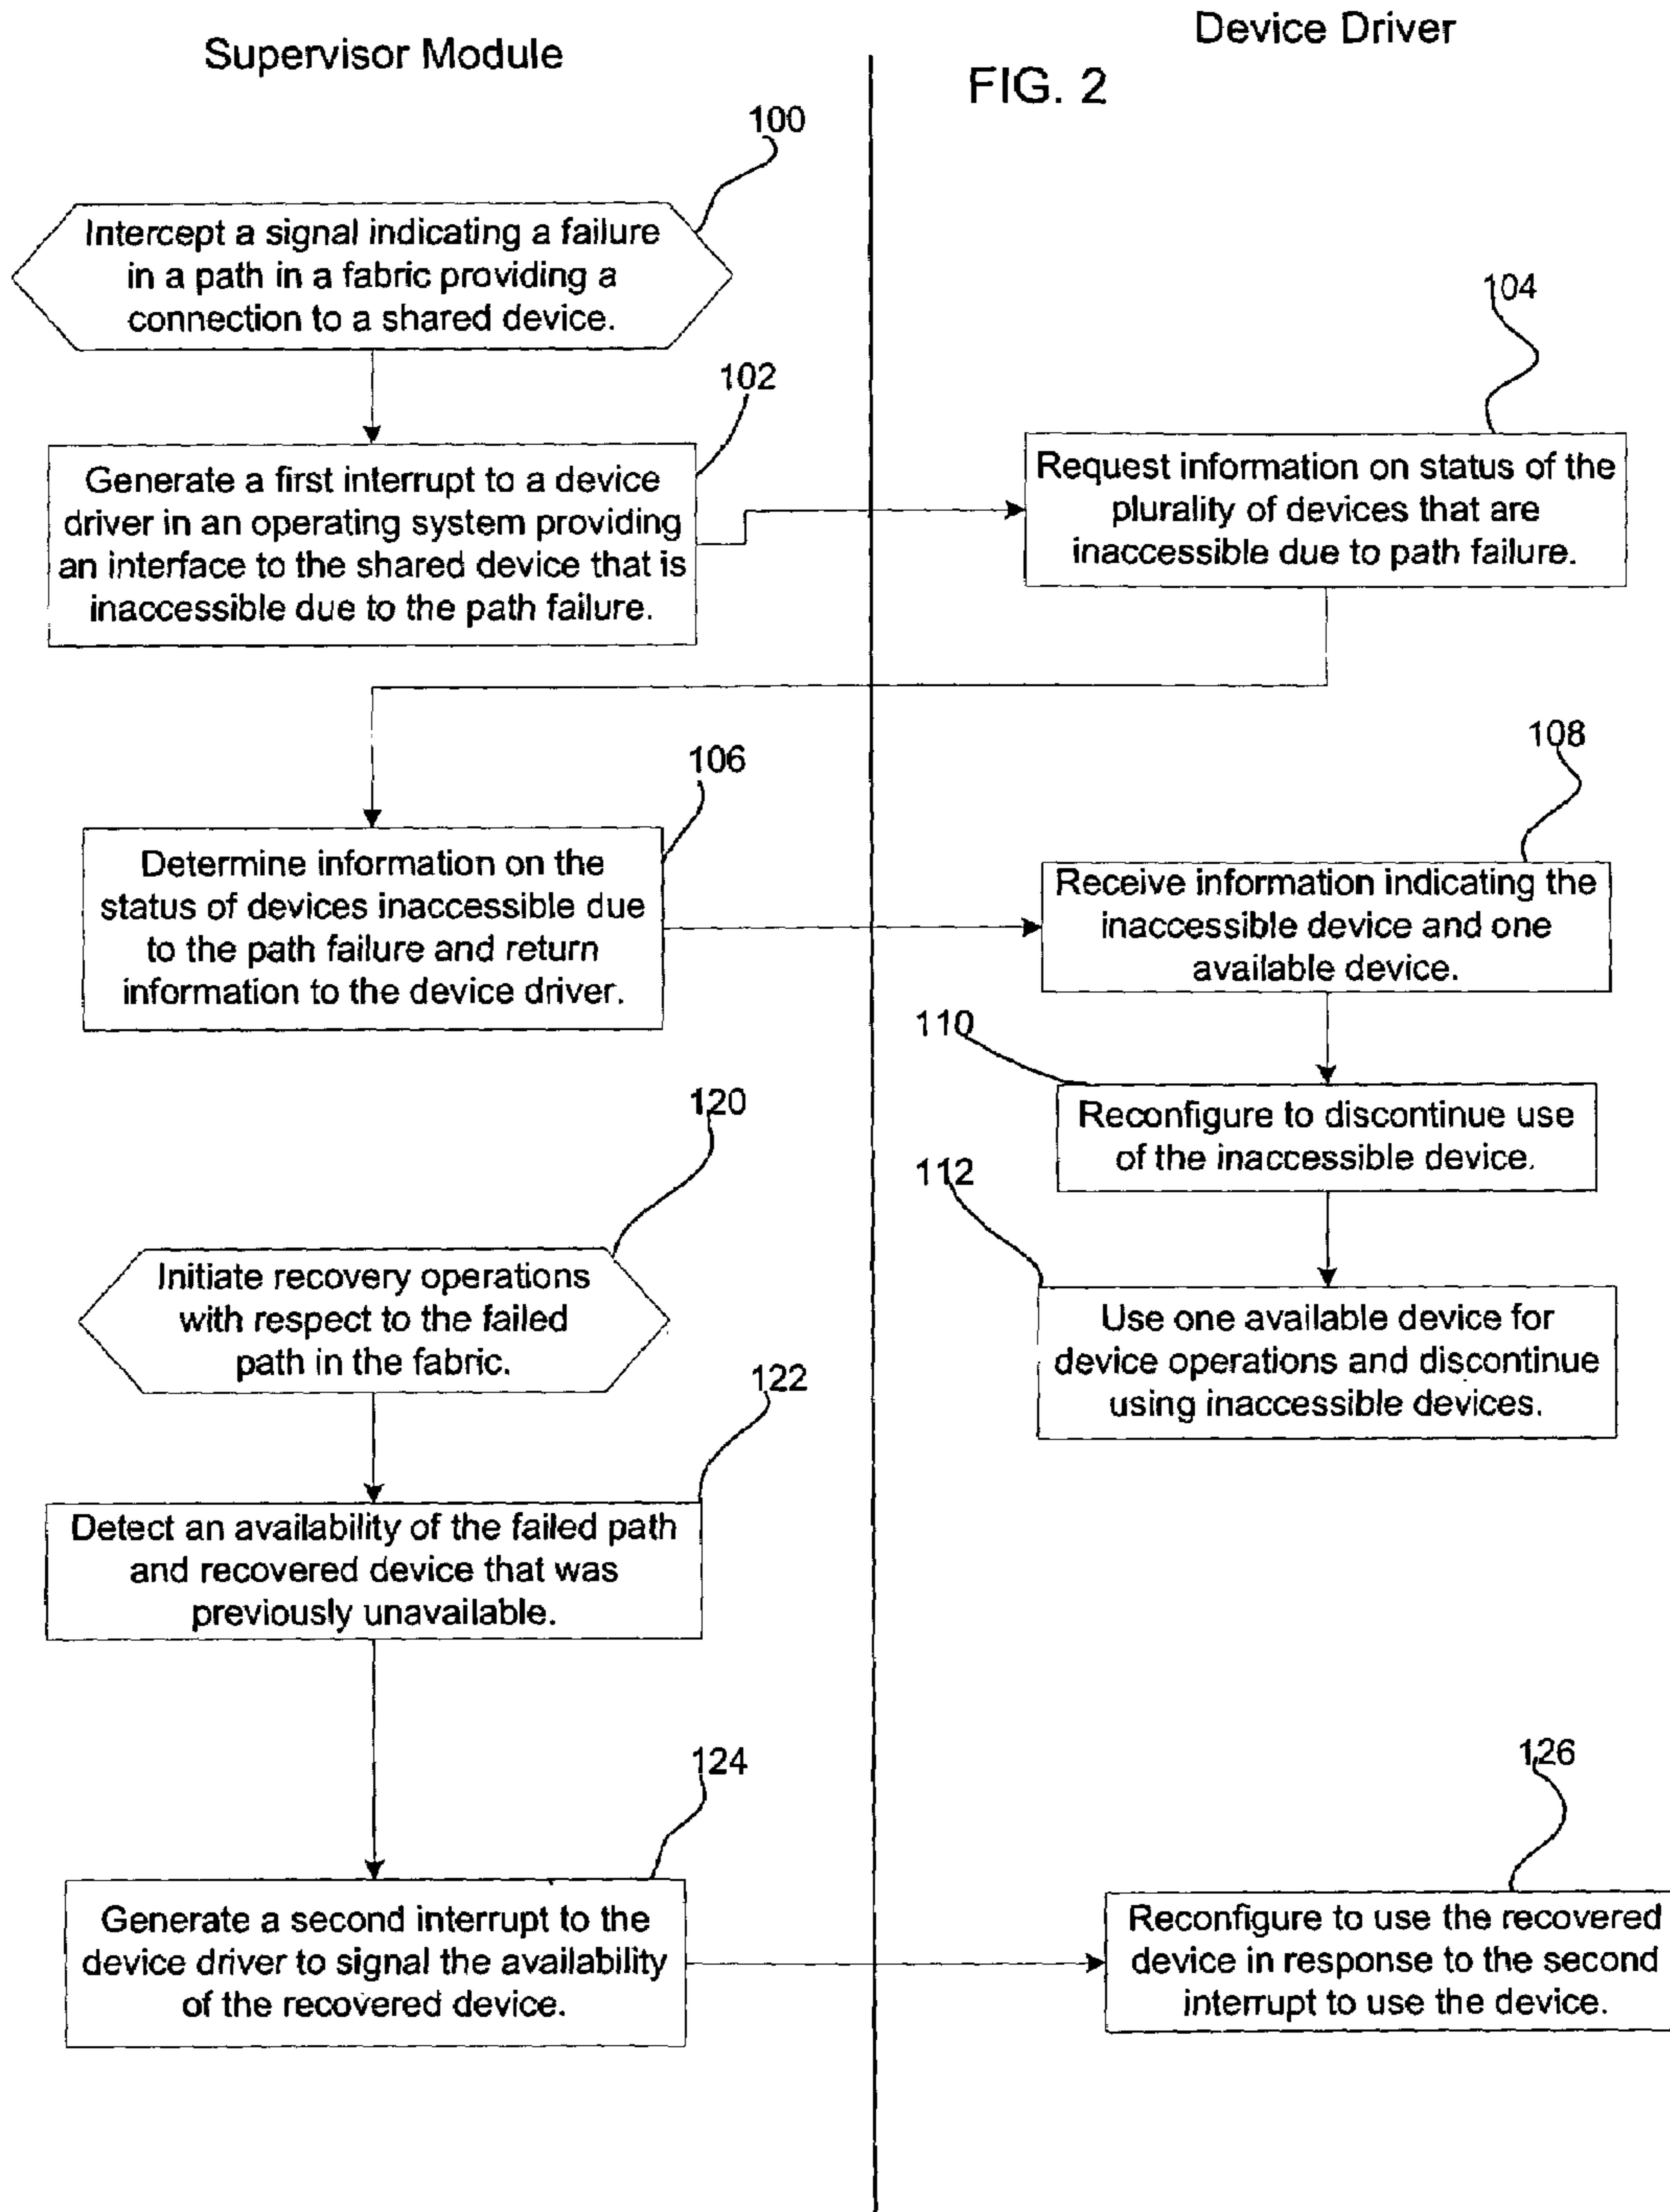 Supervisor Module
Device Driver
FIG. 2
100
Intercept a signal indicating a failure
in a path in a fabric providing a
connection to a shared device.
102
Generate a first interrupt to a device
driver in an operating system providing
an interface to the shared device that is
inaccessible due to the path failure.
104
Request information on status of the
plurality of devices that are
inaccessible due to path failure.
106
Determine information on the
status of devices inaccessible due
to the path failure and return
information to the device driver.
108
Receive information indicating the
inaccessible device and one
available device.
110
Reconfigure to discontinue use
of the inaccessible device.
112
Use one available device for
device operations and discontinue
using inaccessible devices.
120
Initiate recovery operations
with respect to the failed
path in the fabric.
122
Detect an availability of the failed path
and recovered device that was
previously unavailable.
124
Generate a second interrupt to the
device driver to signal the availability
of the recovered device.
126
Reconfigure to use the recovered
device in response to the second
interrupt to use the device.